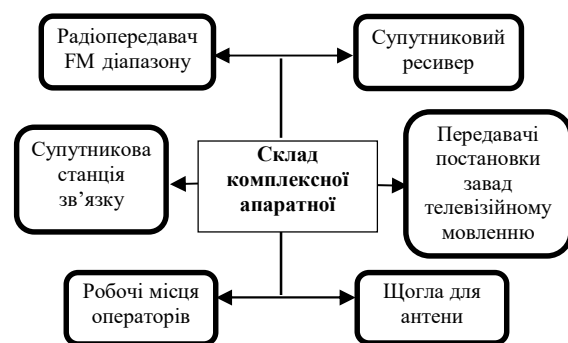 Радіопередавач
FM діапазону
Супутниковий
ресивер
Супутникова
станція
зв’язку
Склад
комплексної
апаратної
Передавачі
постановки
завад
телевізійному
мовленню
Робочі місця
операторів
Щогла для
антени